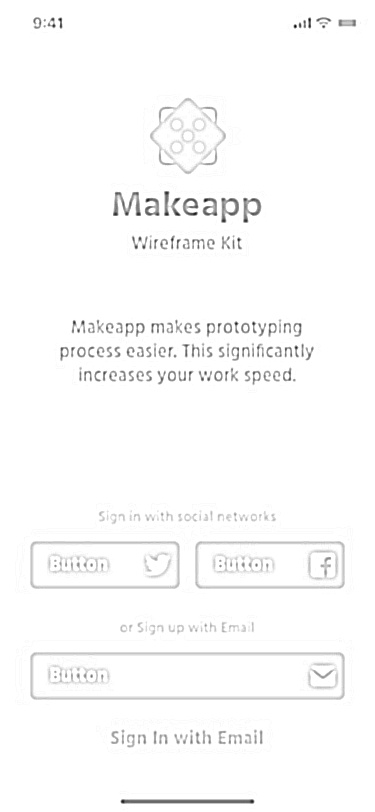 9:41
Makeapp
Wireframe Kit
Makeapp makes prototyping
process easier. This significantly
increases your work speed.
Sign in with social networks
Button Button
or Sign up with Email
Button
Sign In with Email